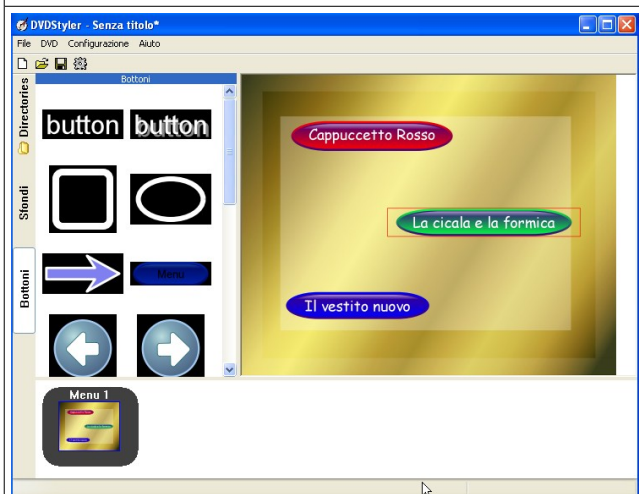 DVDStyler - Senza titolo*
File DVD Configurazione Aiuto
Bottoni
Directories
Sfondi
Bottoni
button button
Menu
Cappuccetto Rosso
La cicala e la formica
Il vestito nuovo
Menu 1